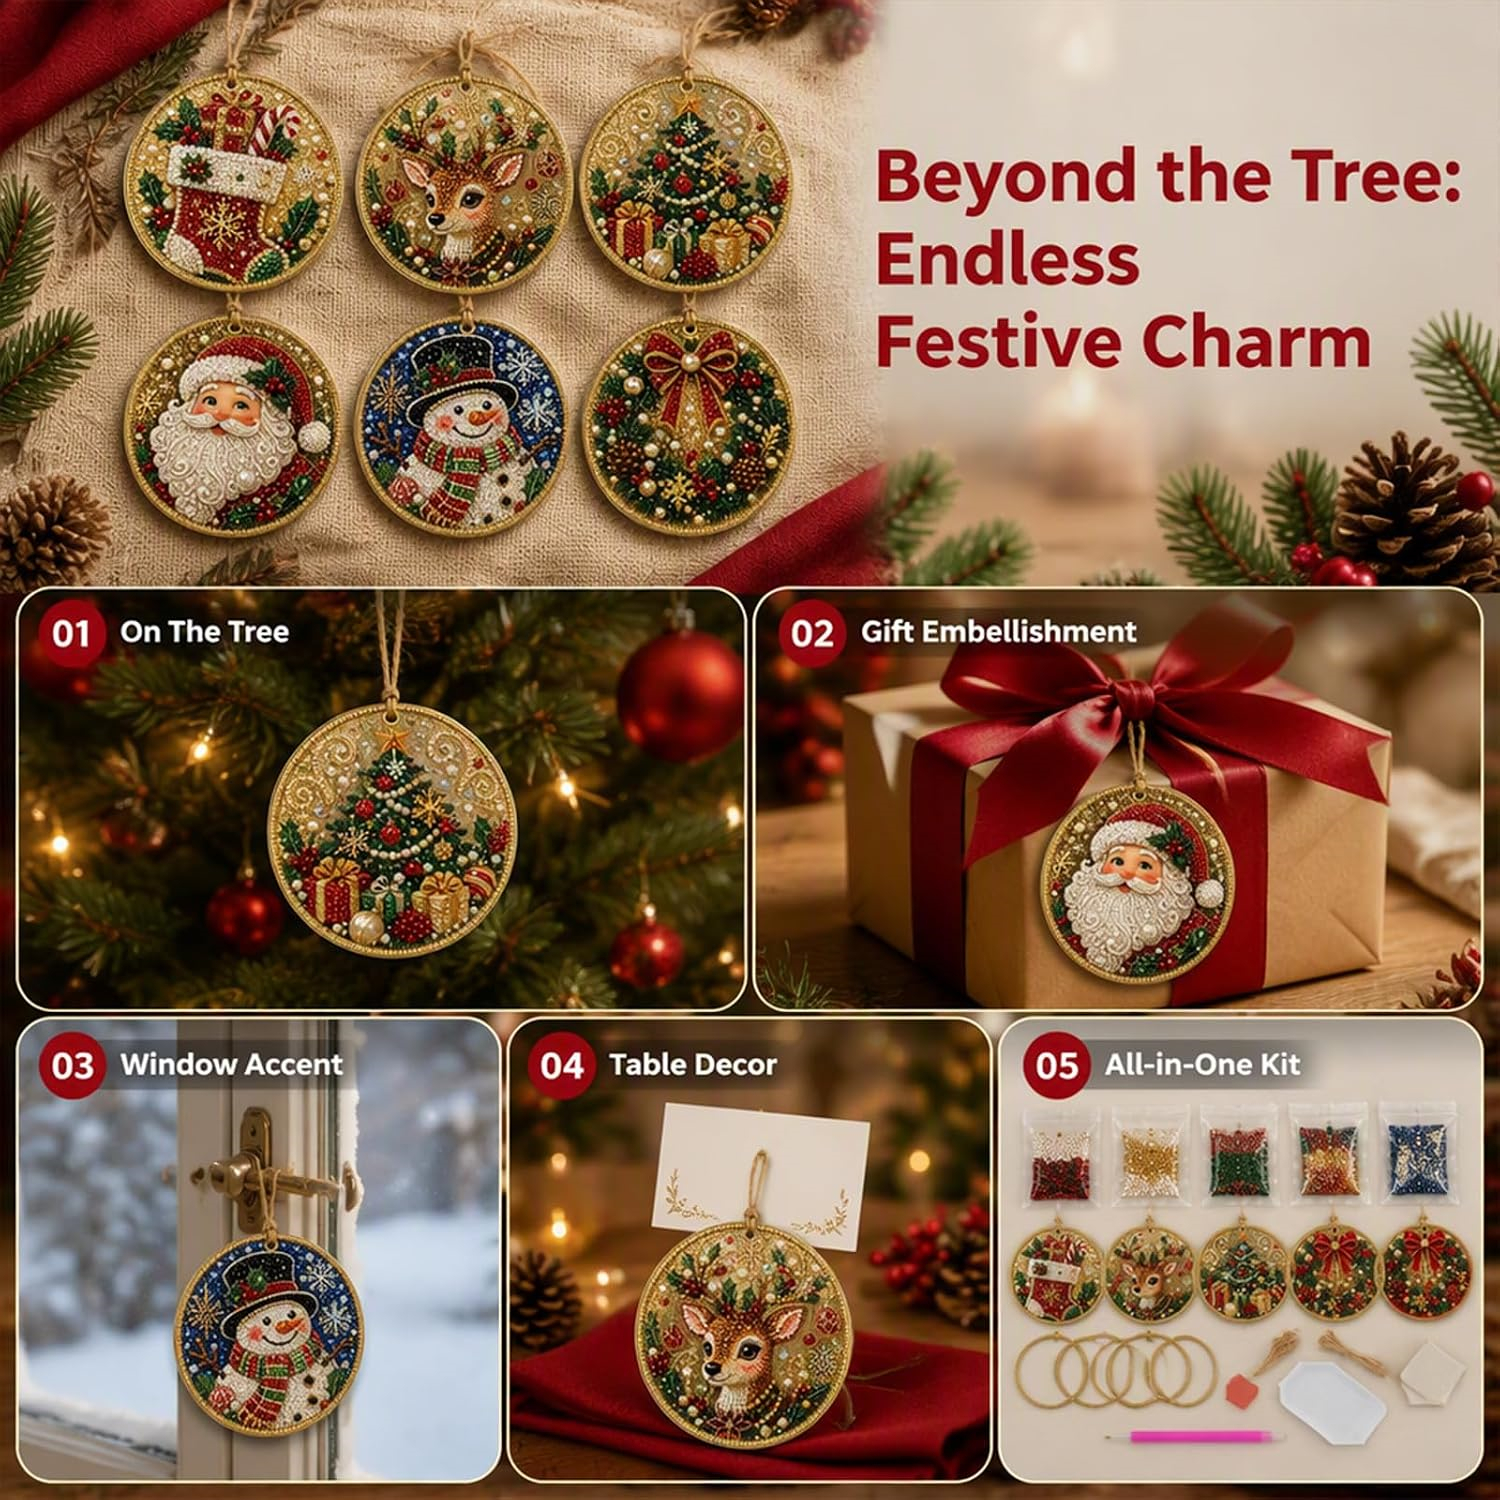 Beyond the Tree:
Endless
Festive Charm
01 On The Tree
02 Gift Embellishment
03 Window Accent
04 Table Decor
05 All-in-One Kit